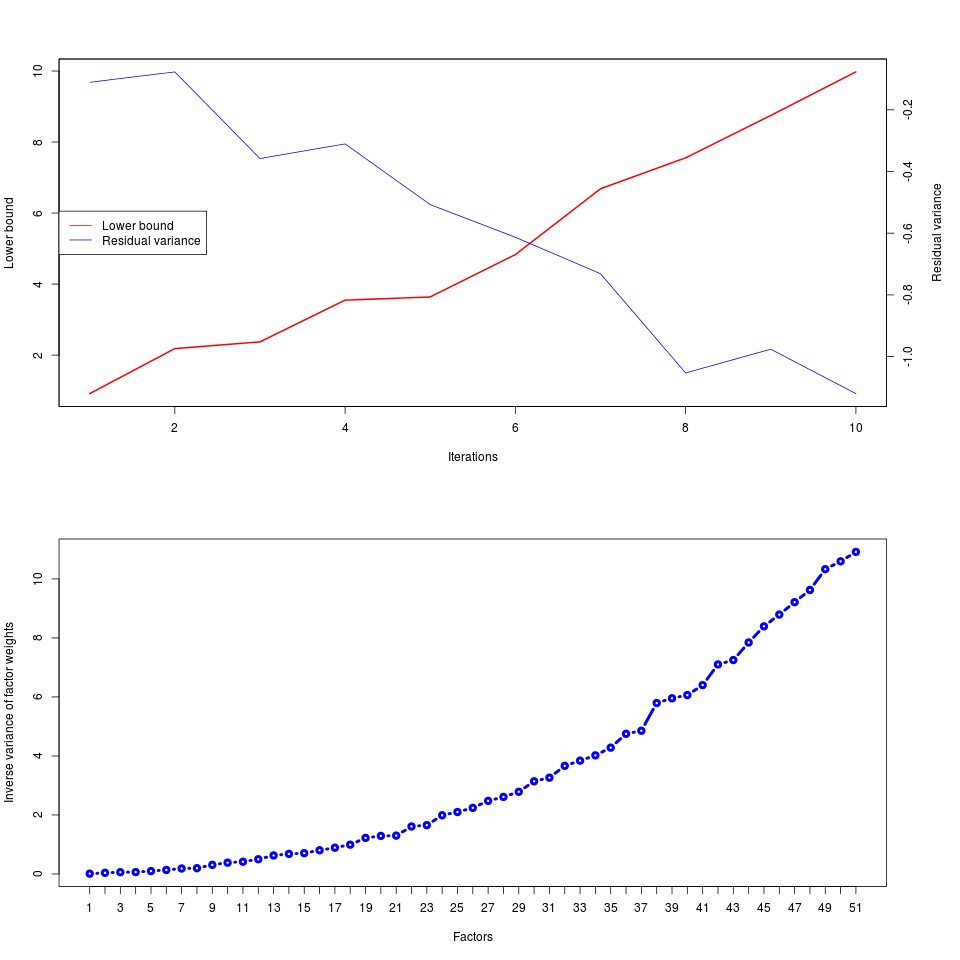 10
8
6
4
2
Lower bound
Lower bound
Residual variance
-0.2
-0.4
-0.6
-0.8
-1.0
Residual variance
2 4 6 8 10
Iterations
10
8
6
4
2
0
Inverse variance of factor weights
1 3 5 7 9 11 13 15 17 19 21 23 25 27 29 31 33 35 37 39 41 43 45 47 49 51
Factors